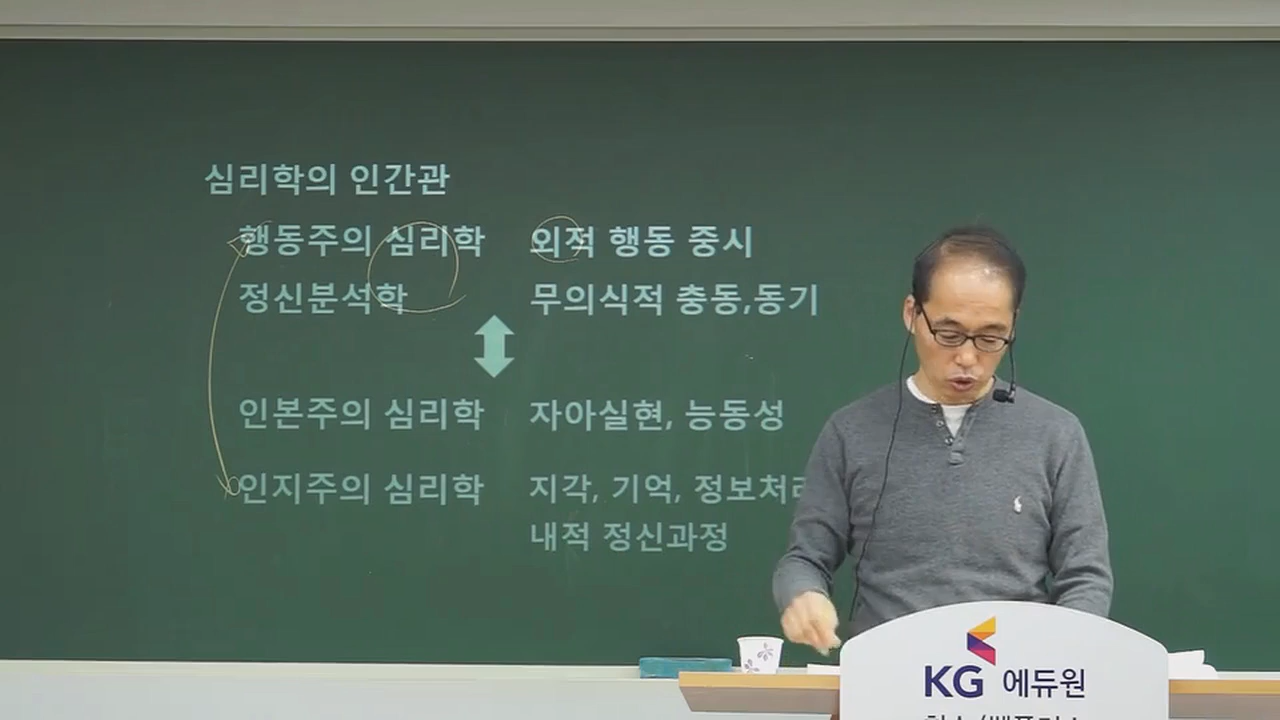 심리학의 인간관
행동주의 심리학 외적 행동 중시
정신분석학 무의식적 충동,동기
인본주의 심리학 자아실현, 능동성
인지주의 심리학 지각, 기억, 정보처리
내적 정신과정
KG 에듀원